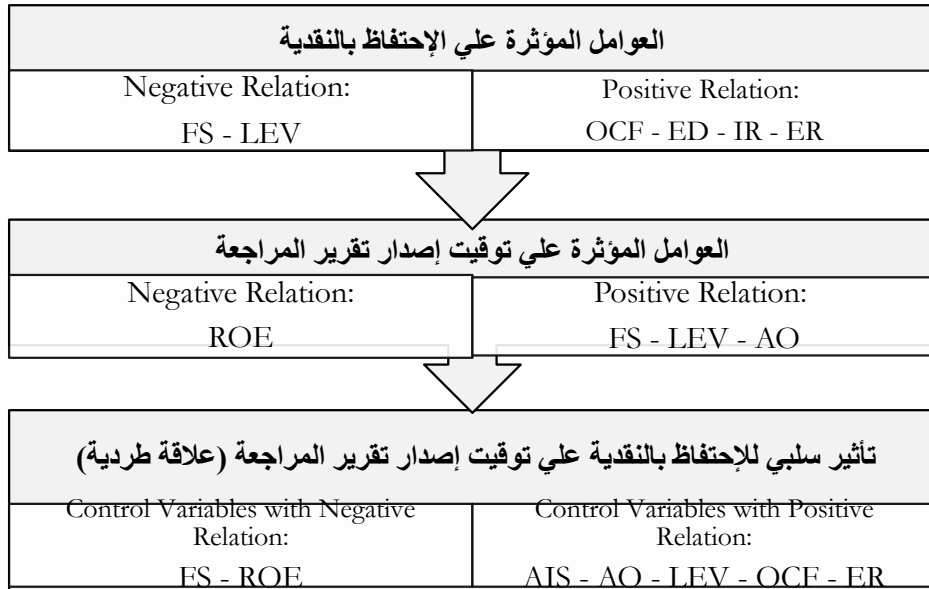 العوامل المؤثرة علي الإحتفاظ بالنقدية
Negative Relation:
FS - LEV
Positive Relation:
OCF - ED - IR - ER
العوامل المؤثرة علي توقيت إصدار تقرير المراجعة
Negative Relation:
ROE
Positive Relation:
FS - LEV - AO
تأثير سلبي للإحتفاظ بالنقدية علي توقيت إصدار تقرير المراجعة (علاقة طردية)
Control Variables with Negative
Relation:
FS - ROE
Control Variables with Positive
Relation:
AIS - AO - LEV - OCF - ER